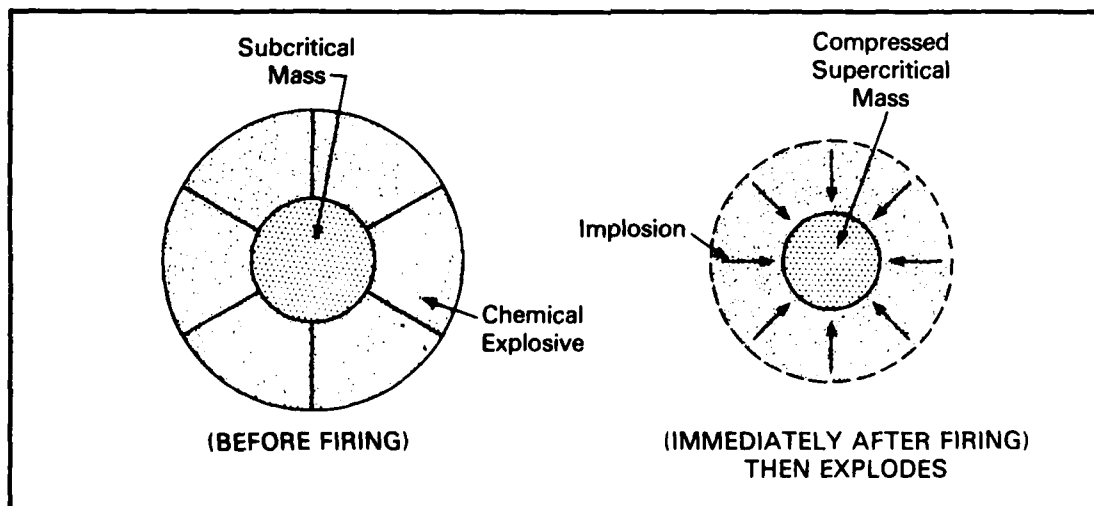 Subcritical
Mass
Chemical
Explosive
(BEFORE FIRING)
Compressed
Supercritical
Mass
Implosion
(IMMEDIATELY AFTER FIRING)
THEN EXPLODES